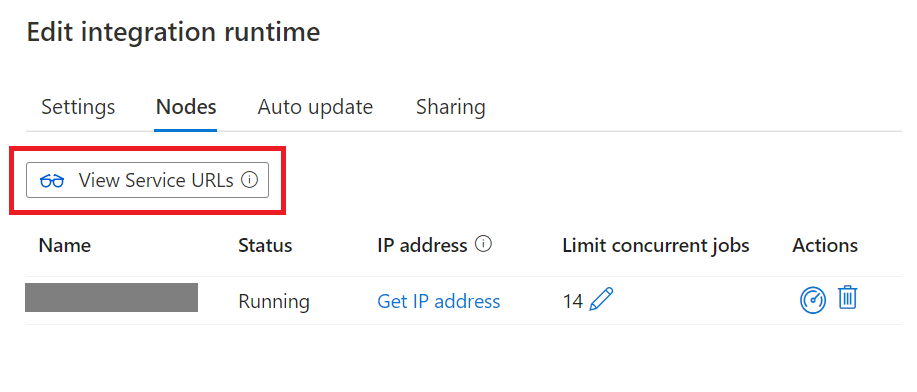 Edit integration runtime
Settings Nodes Auto update Sharing
View Service URLs
Name Status IP address Limit concurrent jobs Actions
Running Get IP address 14